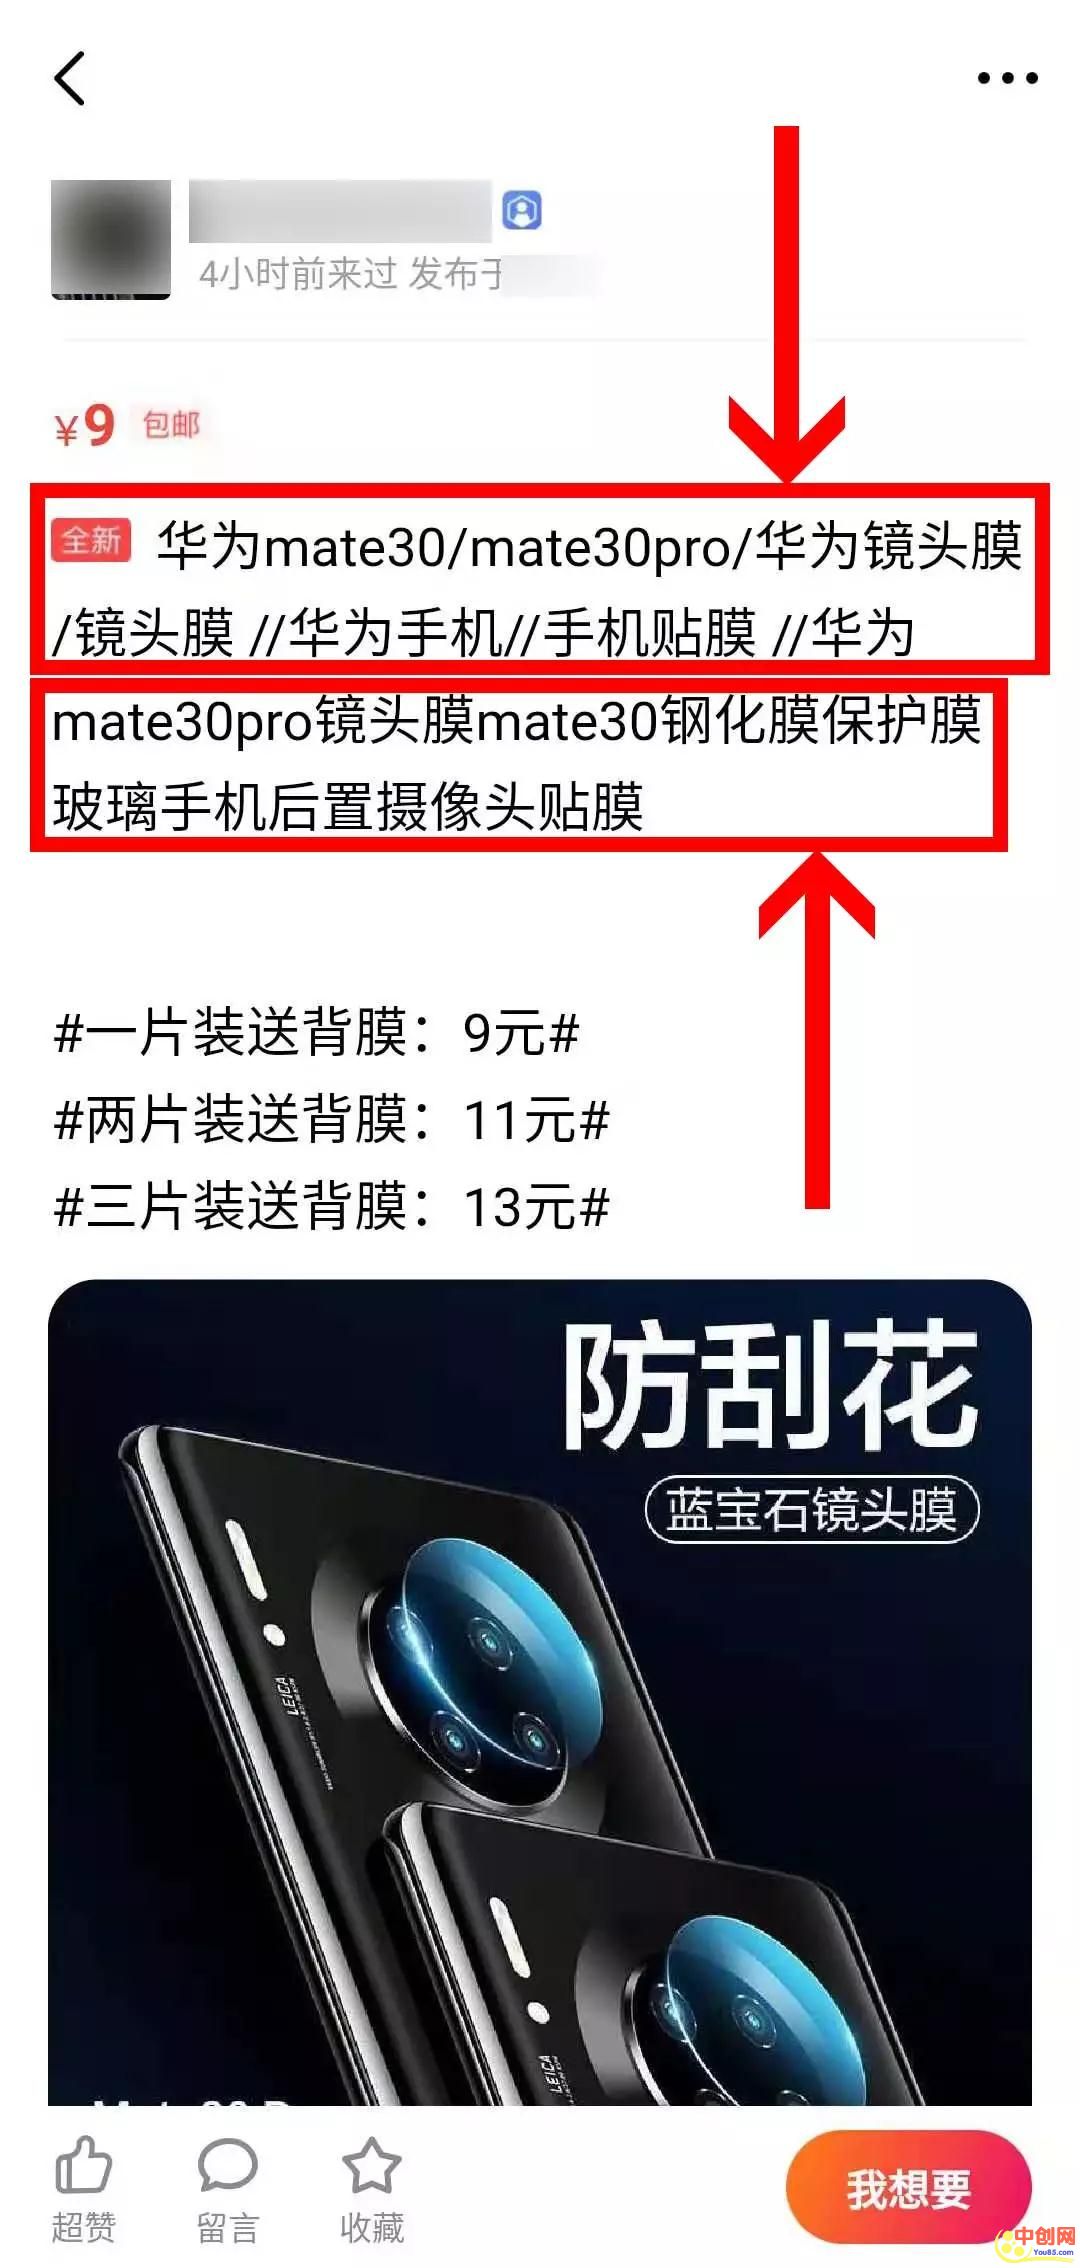 4小时前来过 发布于
¥9 包邮
全新 华为mate30/mate30pro/华为镜头膜
/镜头膜 //华为手机//手机贴膜 //华为
mate30pro镜头膜mate30钢化膜保护膜
玻璃手机后置摄像头贴膜
#一片装送背膜：9元#
#两片装送背膜：11元#
#三片装送背膜：13元#
防刮花
蓝宝石镜头膜
LEICA
LEICA
超赞 留言 收藏 我想要
中创网
You85.com